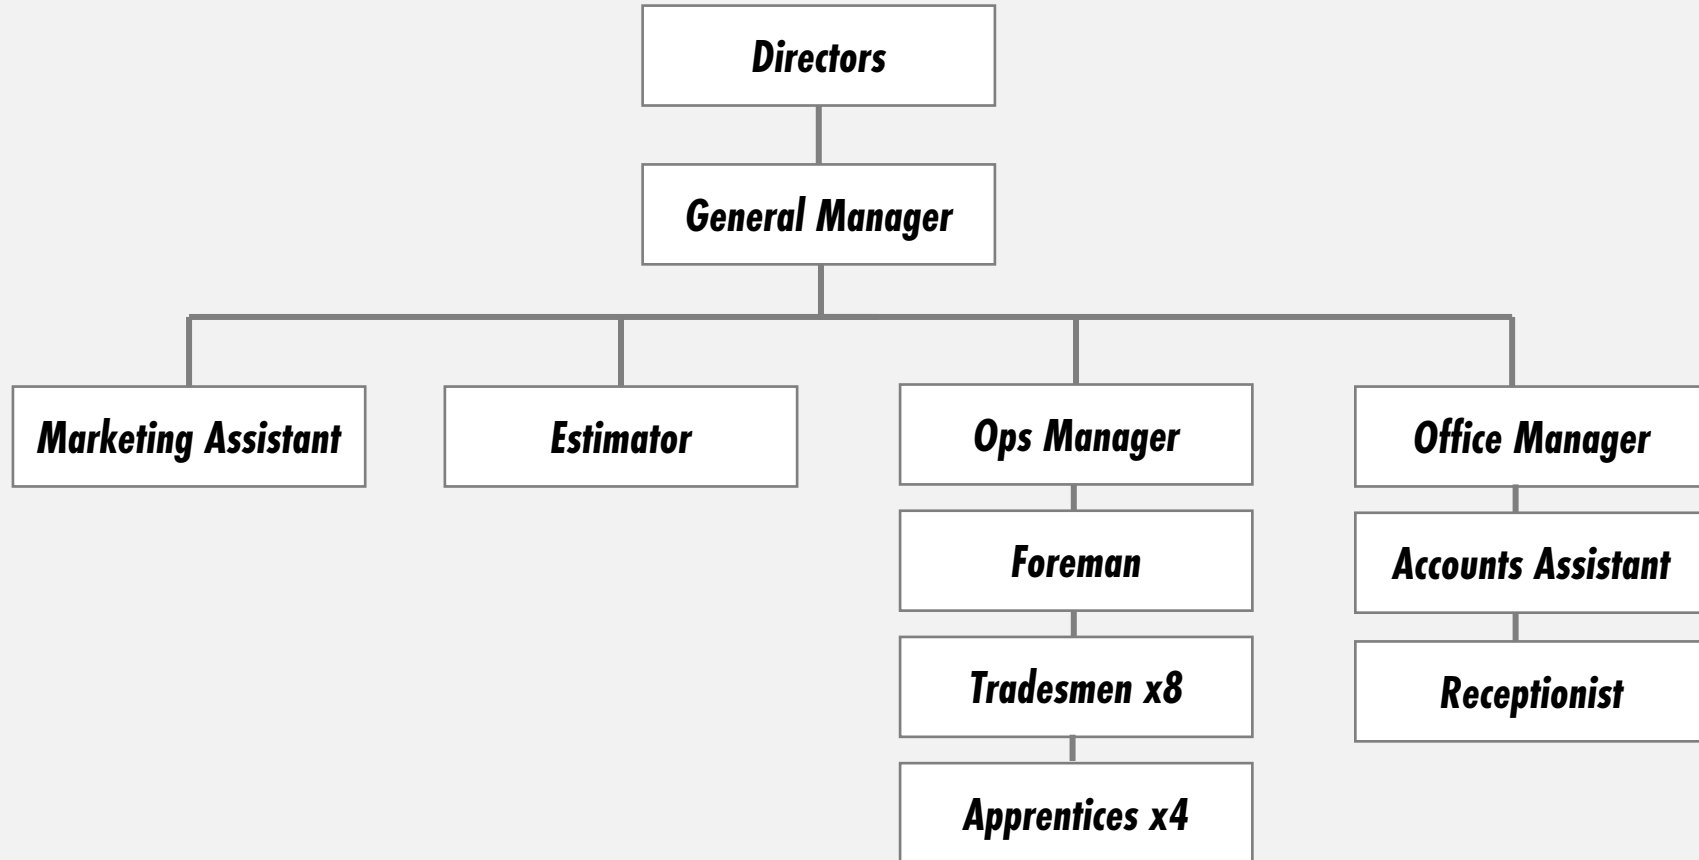 Directors
General Manager
Marketing Assistant
Estimator
Ops Manager
Office Manager
Foreman
Accounts Assistant
Tradesmen x8
Receptionist
Apprentices x4